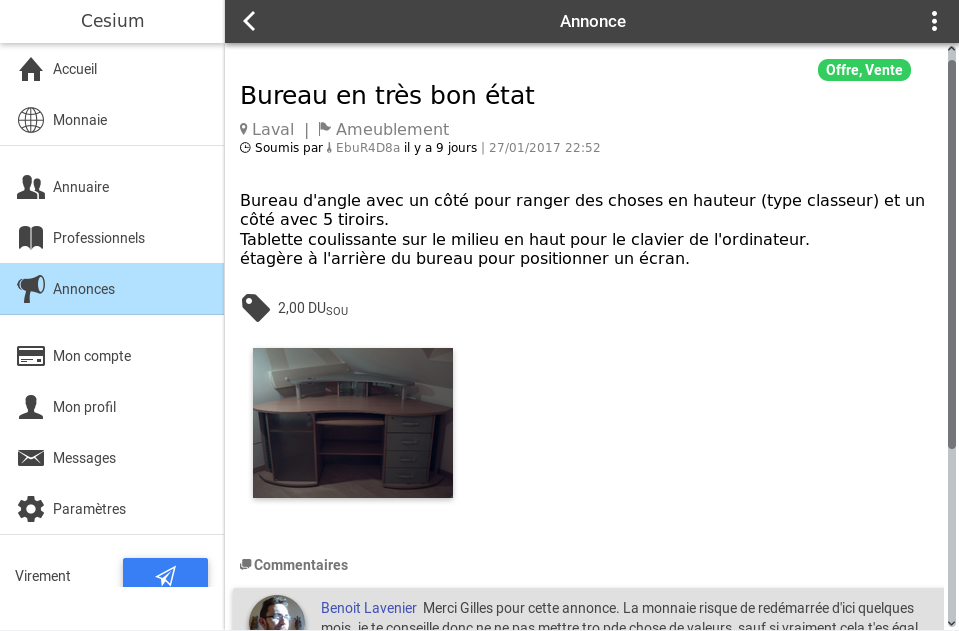 Cesium
Annonce
Accueil
Monnaie
Annuaire
Professionnels
Annonces
Mon compte
Mon profil
Messages
Paramètres
Virement
Offre, Vente
Bureau en très bon état
Laval | Ameublement
Soumis par EbuR4D8a il y a 9 jours | 27/01/2017 22:52
Bureau d'angle avec un côté pour ranger des choses en hauteur (type classeur) et un
côté avec 5 tiroirs.
Tablette coulissante sur le milieu en haut pour le clavier de l'ordinateur.
étagère à l'arrière du bureau pour positionner un écran.
2,00 DUSOU
Commentaires
Benoit Lavenier Merci Gilles pour cette annonce. La monnaie risque de redémarrée d'ici quelques
mois, je te conseille donc ne ne pas mettre tro pde chose de valeurs, sauf si vraiment cela t'es égal